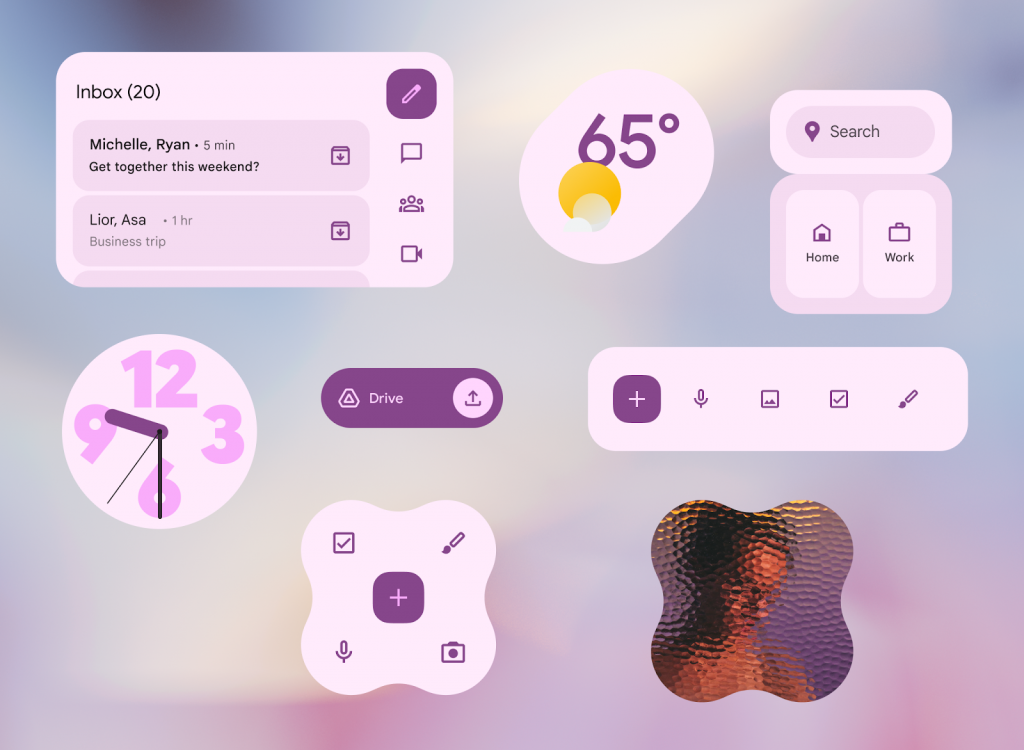 Inbox (20)
Michelle, Ryan • 5 min
Get together this weekend?
Lior, Asa • 1 hr
Business trip
65°
Search
Home
Work
12
9
3
6
Drive